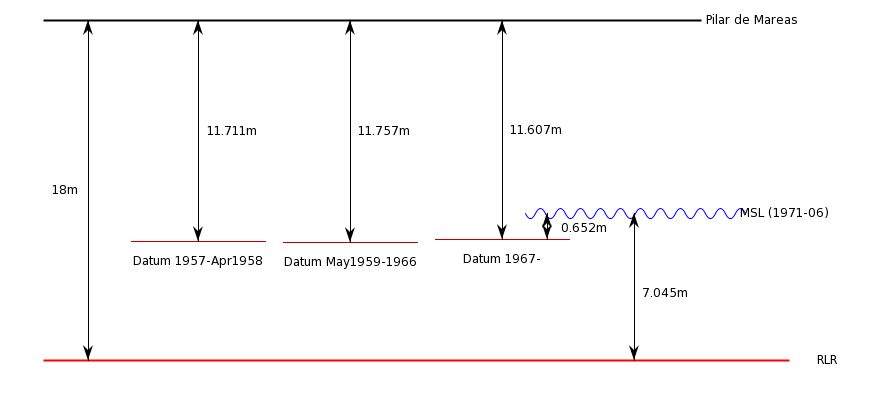 Pilar de Mareas
11.711m
11.757m
11.607m
18m
MSL (1971-06)
0.652m
Datum 1957-Apr1958
Datum May1959-1966
Datum 1967-
7.045m
RLR